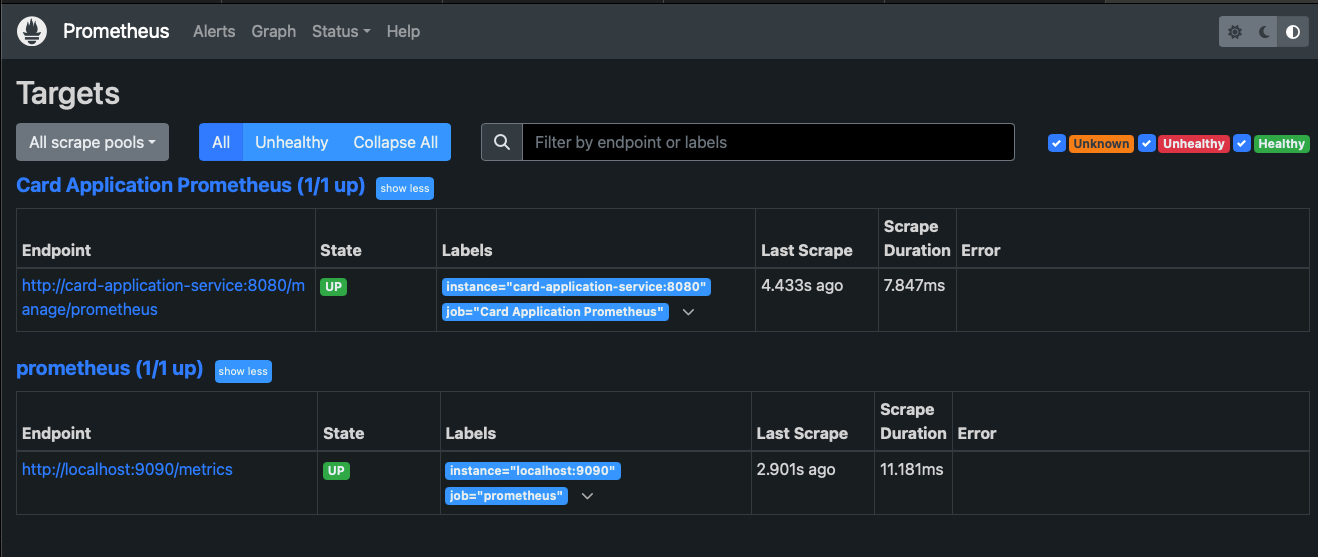 Prometheus Alerts Graph Status Help
Targets
All scrape pools All Unhealthy Collapse All Filter by endpoint or labels Unknown Unhealthy Healthy
Card Application Prometheus (1/1 up) show less
Endpoint State Labels Last Scrape Scrape Duration Error
http://card-application-service:8080/m
anage/prometheus
UP
instance="card-application-service:8080"
job="Card Application Prometheus"
4.433s ago
7.847ms
prometheus (1/1 up) show less
Endpoint State Labels Last Scrape Scrape Duration Error
http://localhost:9090/metrics
UP
instance="localhost:9090"
job="prometheus"
2.901s ago
11.181ms